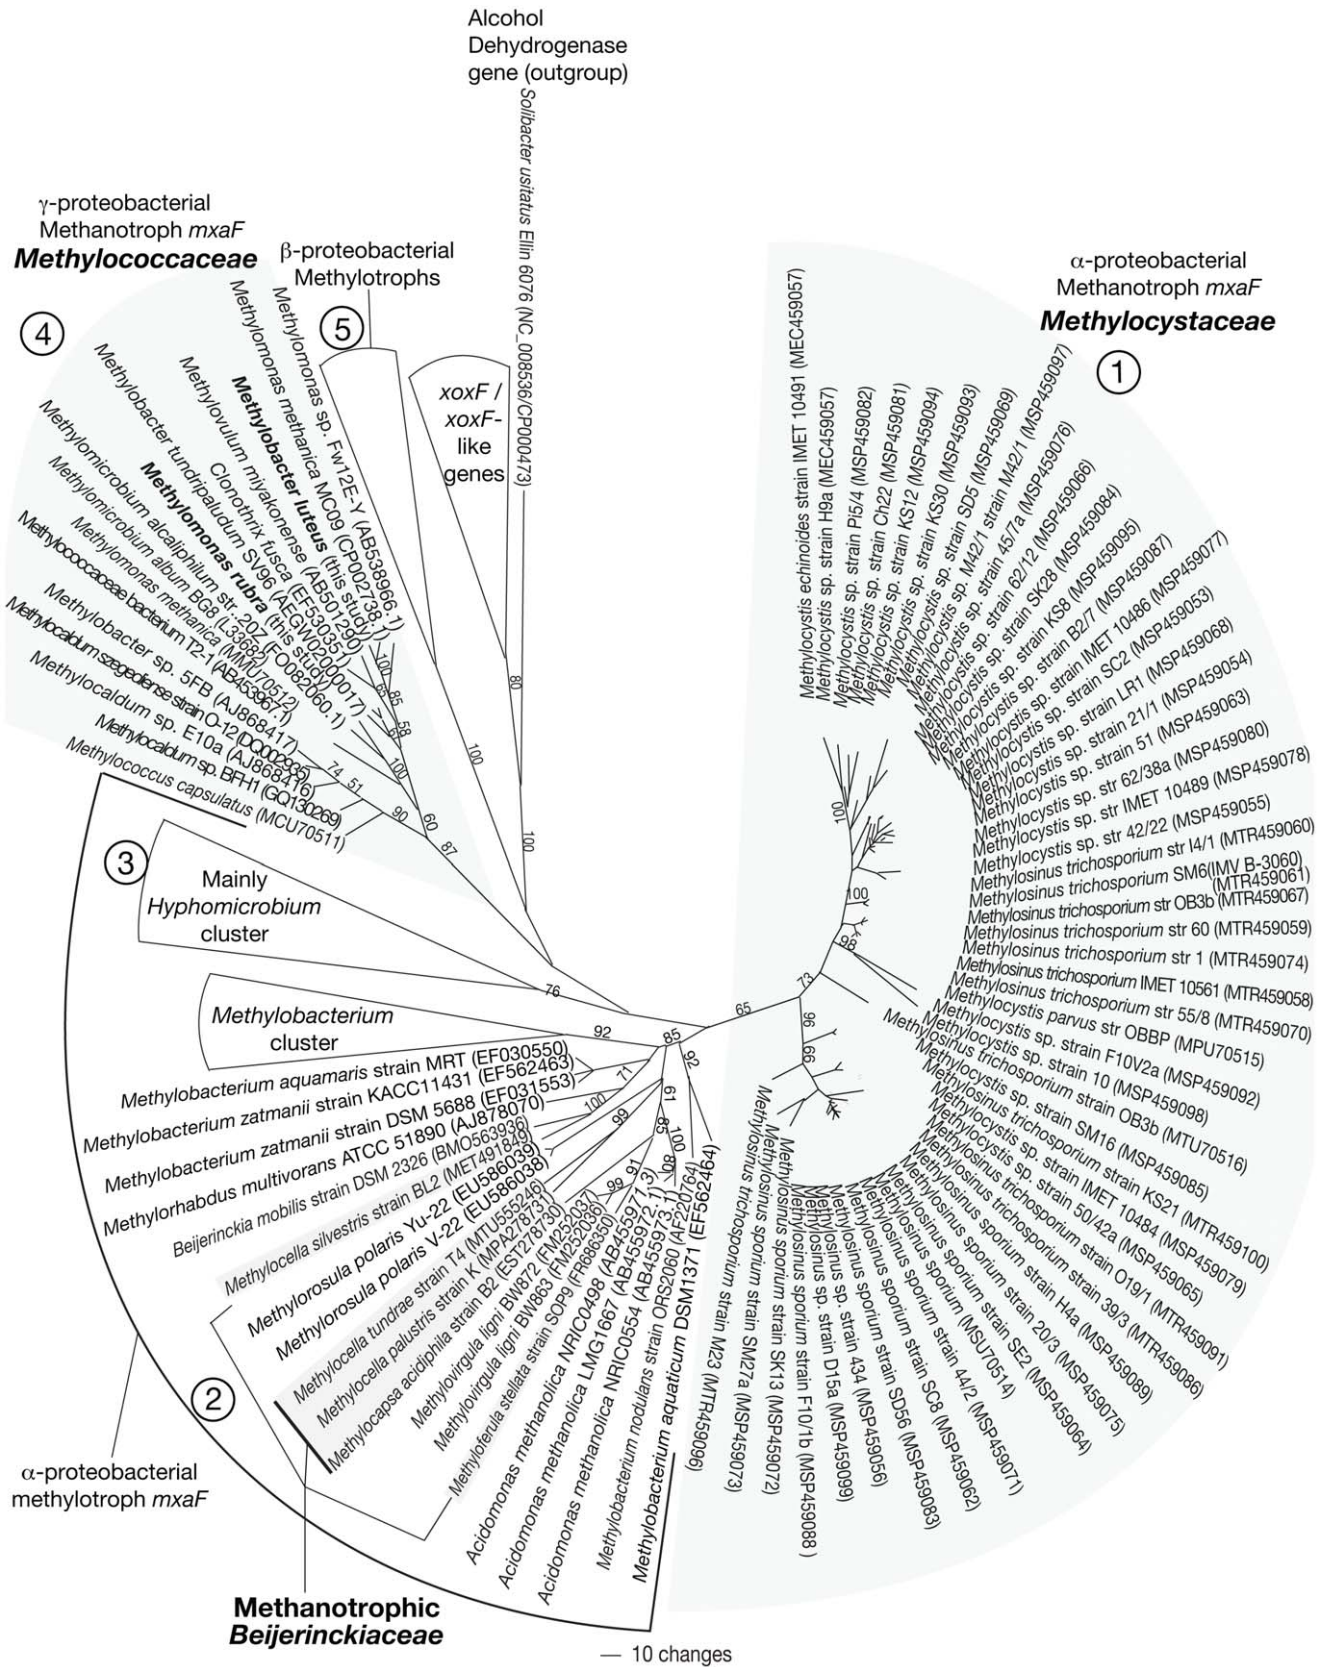 Alcohol
Dehydrogenase
gene (outgroup)
Solibacter usitatus Ellin 6076 (NC_008536/CP000473)
γ-proteobacterial
Methanotroph mxaF
Methylococcaceae
4
β-proteobacterial
Methylotrophs
5
xoxF /
xoxF-
like
genes
α-proteobacterial
Methanotroph mxaF
Methylocystaceae
1
Methylomonas sp. Fw12E-Y (AB538966.1)
Methylomonas methanica MC09 (CP002738.1)
Methylobacter luteus (this study)
Methylovulum miyakonense (AB501290)
Clonothrix fusca (EF530351)
Methylobacter tundripaludum SV96 (AEGW02000017)
Methylomonas rubra (this study)
Methylomicrobium alcaliphilum str. 20Z (FO082060.1)
Methylomicrobium album BG8 (L33682)
Methylomonas methanica (MMU70512)
Methylococcaceae bacterium T2-1 (AB453967.1)
Methylobacter sp. 5FB (AJ868417)
Methylocaldum szegediense strain O-12 (DQ002935)
Methylocaldum sp. E10a (AJ868416)
Methylocaldum sp. BFH1 (GQ130269)
Methylococcus capsulatus (MCU70511)
100
85
58
100
74
51
90
60
87
100
80
100
3
Mainly
Hyphomicrobium
cluster
76
Methylobacterium
cluster
92
85
65
73
96
66
98
100
100
Methylobacterium aquamaris strain MRT (EF030550)
Methylobacterium zatmanii strain KACC11431 (EF562463)
Methylobacterium zatmanii strain DSM 5688 (EF031553)
Methylorhabdus multivorans ATCC 51890 (AJ878070)
Beijerinckia mobilis strain DSM 2326 (BMO563936)
Methylocella silvestris strain BL2 (MET491849)
Methylorosula polaris Yu-22 (EU586039)
Methylorosula polaris V-22 (EU586038)
Methylocella tundrae strain T4 (MTU555246)
Methylocella palustris strain K (MPA278731)
Methylocapsa acidiphila strain B2 (EST278730)
Methylovirgula ligni BW872 (FM252037)
Methylovirgula ligni BW863 (FM252036)
Methyloferula stellata strain SOP9 (FR686350)
Acidomonas methanolica NRIC0498 (AB455971.3)
Acidomonas methanolica LMG1667 (AB455972.1)
Acidomonas methanolica NRIC0554 (AB455973.1)
Methylobacterium nodulans strain ORS2060 (AF220764)
Methylobacterium aquaticum DSM1371 (EF562464)
71
100
99
61
85
100
92
91
99
80
2
α-proteobacterial
methylotroph mxaF
Methanotrophic
Beijerinckiaceae
Methylocystis echinoides strain IMET 10491 (MEC459057)
Methylocystis sp. strain H9a (MEC459057)
Methylocystis sp. strain Pi5/4 (MSP459082)
Methylocystis sp. strain Ch22 (MSP459081)
Methylocystis sp. strain KS12 (MSP459094)
Methylocystis sp. strain KS30 (MSP459093)
Methylocystis sp. strain SD5 (MSP459069)
Methylocystis sp. M42/1 strain M42/1 (MSP459097)
Methylocystis sp. strain 45/7a (MSP459076)
Methylocystis sp. strain 62/12 (MSP459066)
Methylocystis sp. strain SK28 (MSP459084)
Methylocystis sp. strain KS8 (MSP459095)
Methylocystis sp. strain B2/7 (MSP459087)
Methylocystis sp. strain IMET 10486 (MSP459077)
Methylocystis sp. strain SC2 (MSP459053)
Methylocystis sp. strain LR1 (MSP459068)
Methylocystis sp. strain 21/1 (MSP459054)
Methylocystis sp. strain 51 (MSP459063)
Methylocystis sp. str 62/38a (MSP459080)
Methylocystis sp. str IMET 10489 (MSP459078)
Methylocystis sp. str 42/22 (MSP459055)
Methylosinus trichosporium str I4/1 (MTR459060)
Methylosinus trichosporium SM6(IMV B-3060)
(MTR459061)
Methylosinus trichosporium str OB3b (MTR459067)
Methylosinus trichosporium str 60 (MTR459059)
Methylosinus trichosporium str 1 (MTR459074)
Methylosinus trichosporium IMET 10561 (MTR459058)
Methylosinus trichosporium str 55/8 (MTR459070)
Methylocystis parvus str OBBP (MPU70515)
Methylocystis sp. strain F10V2a (MSP459092)
Methylocystis sp. strain 10 (MSP459098)
Methylosinus trichosporium strain OB3b (MTU70516)
Methylocystis sp. strain SM16 (MSP459085)
Methylosinus trichosporium strain KS21 (MTR459100)
Methylocystis sp. strain IMET 10484 (MSP459079)
Methylocystis sp. strain 50/42a (MSP459065)
Methylosinus trichosporium strain O19/1 (MTR459091)
Methylosinus trichosporium strain 39/3 (MTR459086)
Methylosinus sporium strain H4a (MSP459089)
Methylosinus sporium strain 20/3 (MSP459075)
Methylosinus sporium strain SE2 (MSP459064)
Methylosinus sporium (MSU70514)
Methylosinus sporium strain 44/2 (MSP459071)
Methylosinus sporium strain SC8 (MSP459062)
Methylosinus sporium strain SD56 (MSP459083)
Methylosinus sp. strain 434 (MSP459056)
Methylosinus sp. strain D15a (MSP459099)
Methylosinus sporium strain F10/1b (MSP459088 )
Methylosinus sporium strain SK13 (MSP459072)
Methylosinus sporium strain SM27a (MSP459073)
Methylosinus trichosporium strain M23 (MTR459096)
10 changes